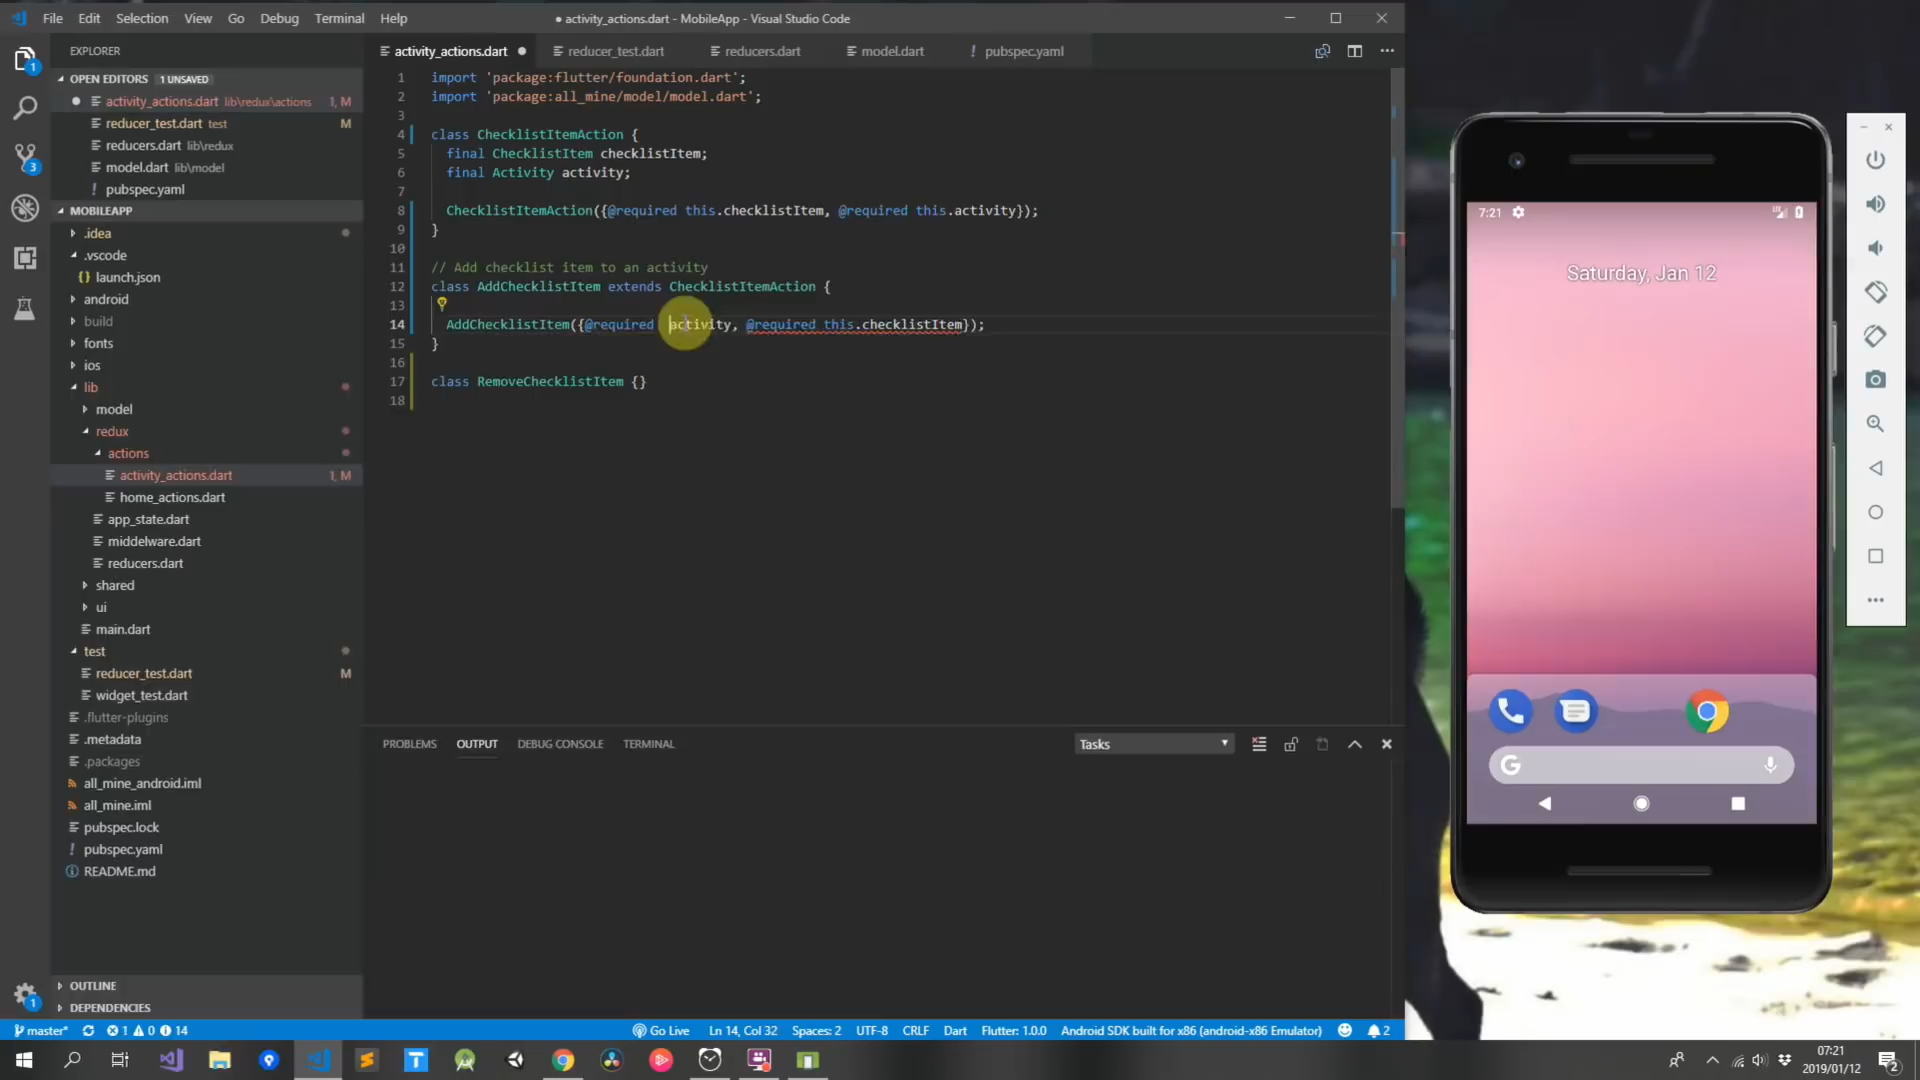 File Edit Selection View Go Debug Terminal Help
● activity_actions.dart - MobileApp - Visual Studio Code
EXPLORER
OPEN EDITORS 1 UNSAVED
activity_actions.dart lib\redux\actions 1, M
reducer_test.dart test M
reducers.dart lib\redux
model.dart lib\model
! pubspec.yaml
MOBILEAPP
.idea
.vscode
{} launch.json
android
build
fonts
ios
lib
model
redux
actions
activity_actions.dart 1, M
home_actions.dart
app_state.dart
middelware.dart
reducers.dart
shared
ui
main.dart
test
reducer_test.dart M
widget_test.dart
.flutter-plugins
.metadata
.packages
all_mine_android.iml
all_mine.iml
pubspec.lock
! pubspec.yaml
README.md
OUTLINE
DEPENDENCIES
activity_actions.dart ● reducer_test.dart reducers.dart model.dart ! pubspec.yaml
1 import 'package:flutter/foundation.dart';
2 import 'package:all_mine/model/model.dart';
3
4 class ChecklistItemAction {
5 final ChecklistItem checklistItem;
6 final Activity activity;
7
8 ChecklistItemAction({@required this.checklistItem, @required this.activity});
9 }
10
11 // Add checklist item to an activity
12 class AddChecklistItem extends ChecklistItemAction {
13
14 AddChecklistItem({@required activity, @required this.checklistItem});
15 }
16
17 class RemoveChecklistItem {}
18
PROBLEMS OUTPUT DEBUG CONSOLE TERMINAL
Tasks
master* 1 0 14
Go Live Ln 14, Col 32 Spaces: 2 UTF-8 CRLF Dart Flutter: 1.0.0 Android SDK built for x86 (android-x86 Emulator) 2
7:21
Saturday, Jan 12
07:21
2019/01/12